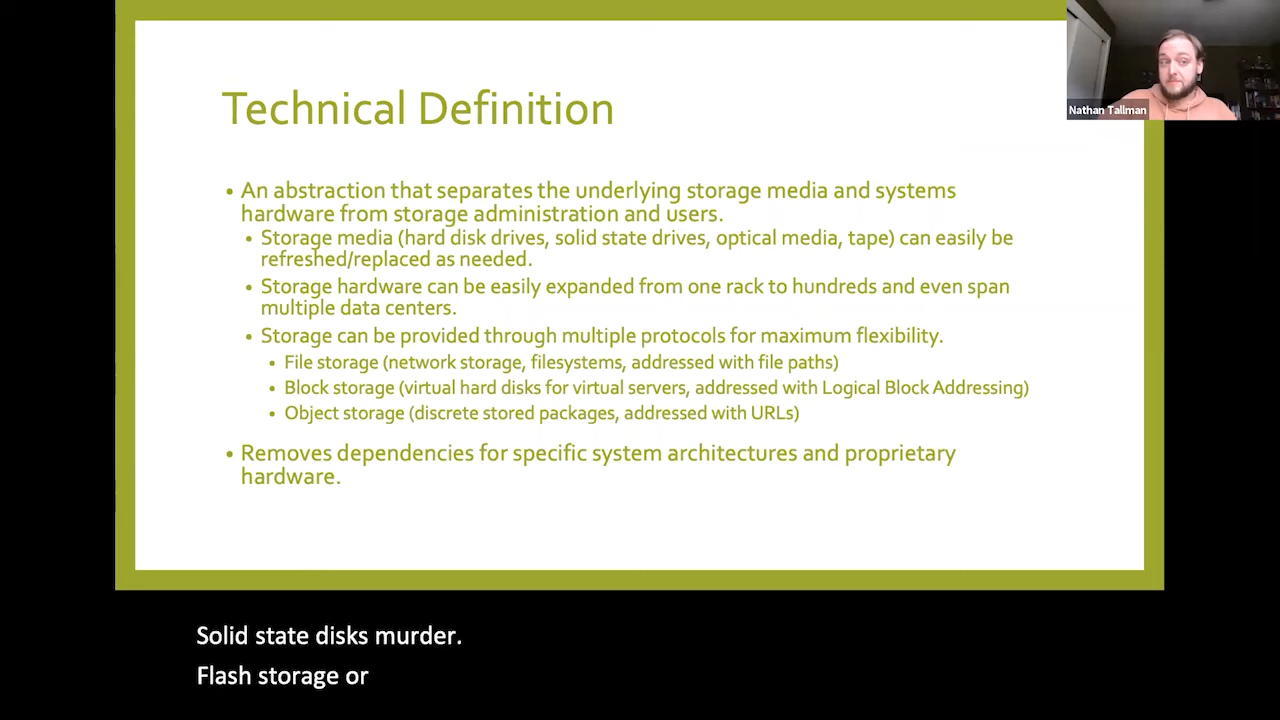 Technical Definition
Nathan Tallman
• An abstraction that separates the underlying storage media and systems
hardware from storage administration and users.
• Storage media (hard disk drives, solid state drives, optical media, tape) can easily be
refreshed/replaced as needed.
• Storage hardware can be easily expanded from one rack to hundreds and even span
multiple data centers.
• Storage can be provided through multiple protocols for maximum flexibility.
• File storage (network storage, filesystems, addressed with file paths)
• Block storage (virtual hard disks for virtual servers, addressed with Logical Block Addressing)
• Object storage (discrete stored packages, addressed with URLs)
• Removes dependencies for specific system architectures and proprietary
hardware.
Solid state disks murder.
Flash storage or